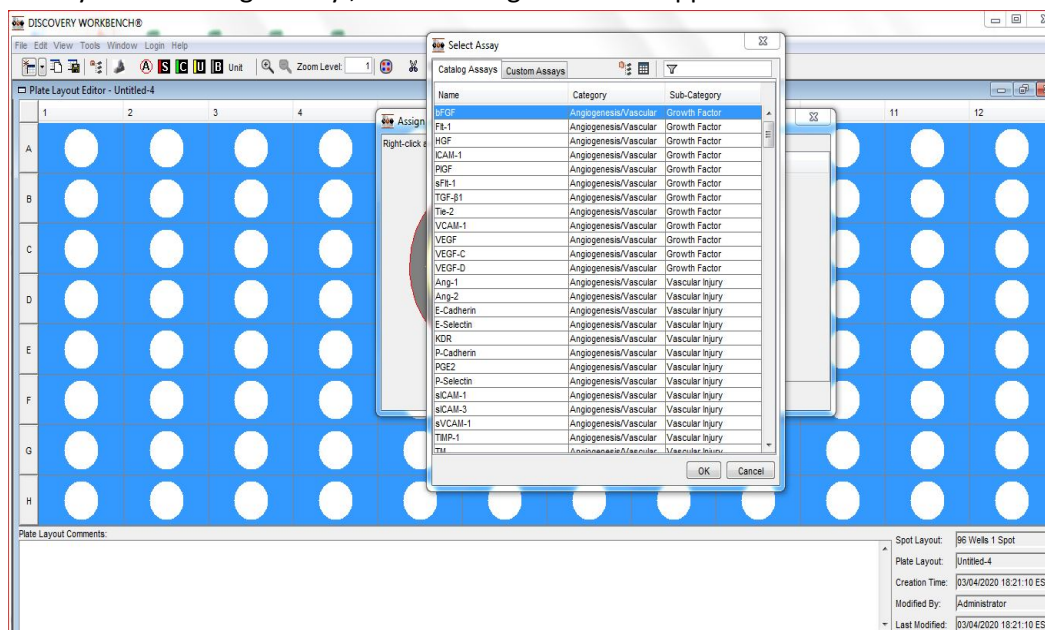 DISCOVERY WORKBENCH®
File Edit View Tools Window Login Help
A S C U B Unit Zoom Level: 1
Plate Layout Editor - Untitled-4
1 2 3 4 11 12
A
B
C
D
E
F
G
H
Assign
Right-click a
Select Assay
Catalog Assays Custom Assays
Name Category Sub-Category
bFGF Angiogenesis/Vascular Growth Factor
Flt-1 Angiogenesis/Vascular Growth Factor
HGF Angiogenesis/Vascular Growth Factor
ICAM-1 Angiogenesis/Vascular Growth Factor
PlGF Angiogenesis/Vascular Growth Factor
sFlt-1 Angiogenesis/Vascular Growth Factor
TGF-β1 Angiogenesis/Vascular Growth Factor
Tie-2 Angiogenesis/Vascular Growth Factor
VCAM-1 Angiogenesis/Vascular Growth Factor
VEGF Angiogenesis/Vascular Growth Factor
VEGF-C Angiogenesis/Vascular Growth Factor
VEGF-D Angiogenesis/Vascular Growth Factor
Ang-1 Angiogenesis/Vascular Vascular Injury
Ang-2 Angiogenesis/Vascular Vascular Injury
E-Cadherin Angiogenesis/Vascular Vascular Injury
E-Selectin Angiogenesis/Vascular Vascular Injury
KDR Angiogenesis/Vascular Vascular Injury
P-Cadherin Angiogenesis/Vascular Vascular Injury
PGE2 Angiogenesis/Vascular Vascular Injury
P-Selectin Angiogenesis/Vascular Vascular Injury
sICAM-1 Angiogenesis/Vascular Vascular Injury
sICAM-3 Angiogenesis/Vascular Vascular Injury
sVCAM-1 Angiogenesis/Vascular Vascular Injury
TIMP-1 Angiogenesis/Vascular Vascular Injury
TM Angiogenesis/Vascular Vascular Injury
OK Cancel
Plate Layout Comments:
Spot Layout: 96 Wells 1 Spot
Plate Layout: Untitled-4
Creation Time: 03/04/2020 18:21:10 ES
Modified By: Administrator
Last Modified: 03/04/2020 18:21:10 ES